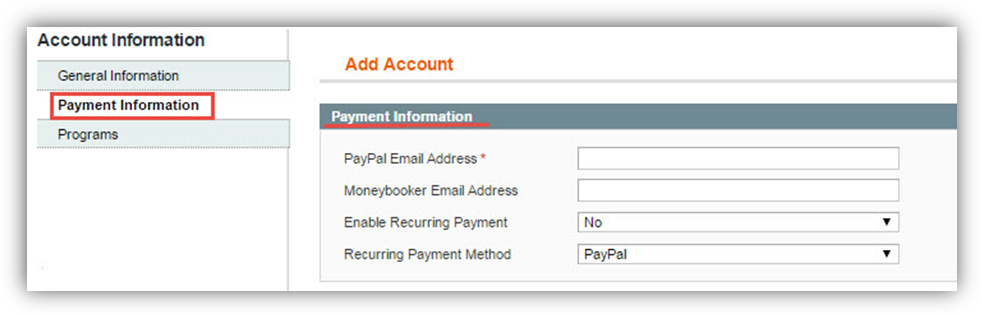 Account Information
General Information
Payment Information
Programs
Add Account
Payment Information
PayPal Email Address *
Moneybooker Email Address
Enable Recurring Payment No
Recurring Payment Method PayPal